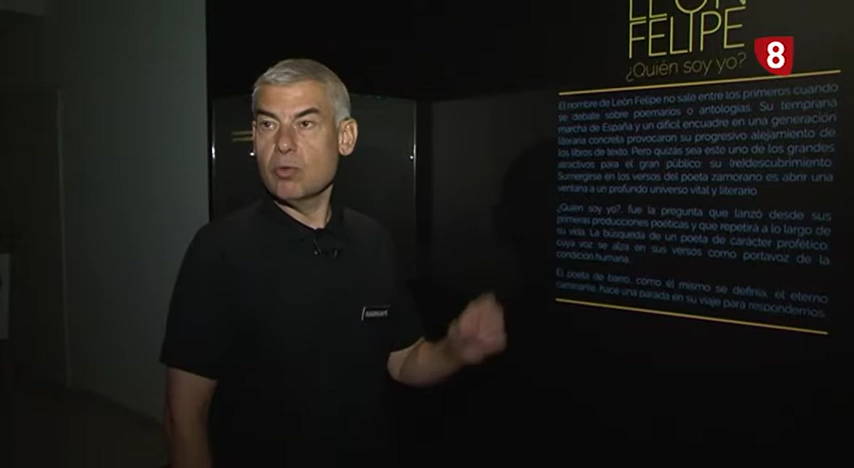 LEÓN
FELIPE
¿Quién soy yo?
8
El nombre de León Felipe no sale entre los primeros cuando
se debate sobre poemarios o antologías. Su temprana
marcha de España y un difícil encuadre en una generación
literaria concreta provocaron su progresivo alejamiento de
los libros de texto. Pero quizás sea este uno de los grandes
atractivos para el gran público: su (re)descubrimiento.
Sumergirse en los versos del poeta zamorano es abrir una
ventana a un profundo universo vital y literario.
¿Quién soy yo?, fue la pregunta que lanzó desde sus
primeras producciones poéticas y que repetirá a lo largo de
su vida. La búsqueda de un poeta de carácter profético,
cuya voz se alza en sus versos como portavoz de la
condición humana.
El poeta de barro, como él mismo se definía, el eterno
caminante, hace una parada en su viaje para respondernos.